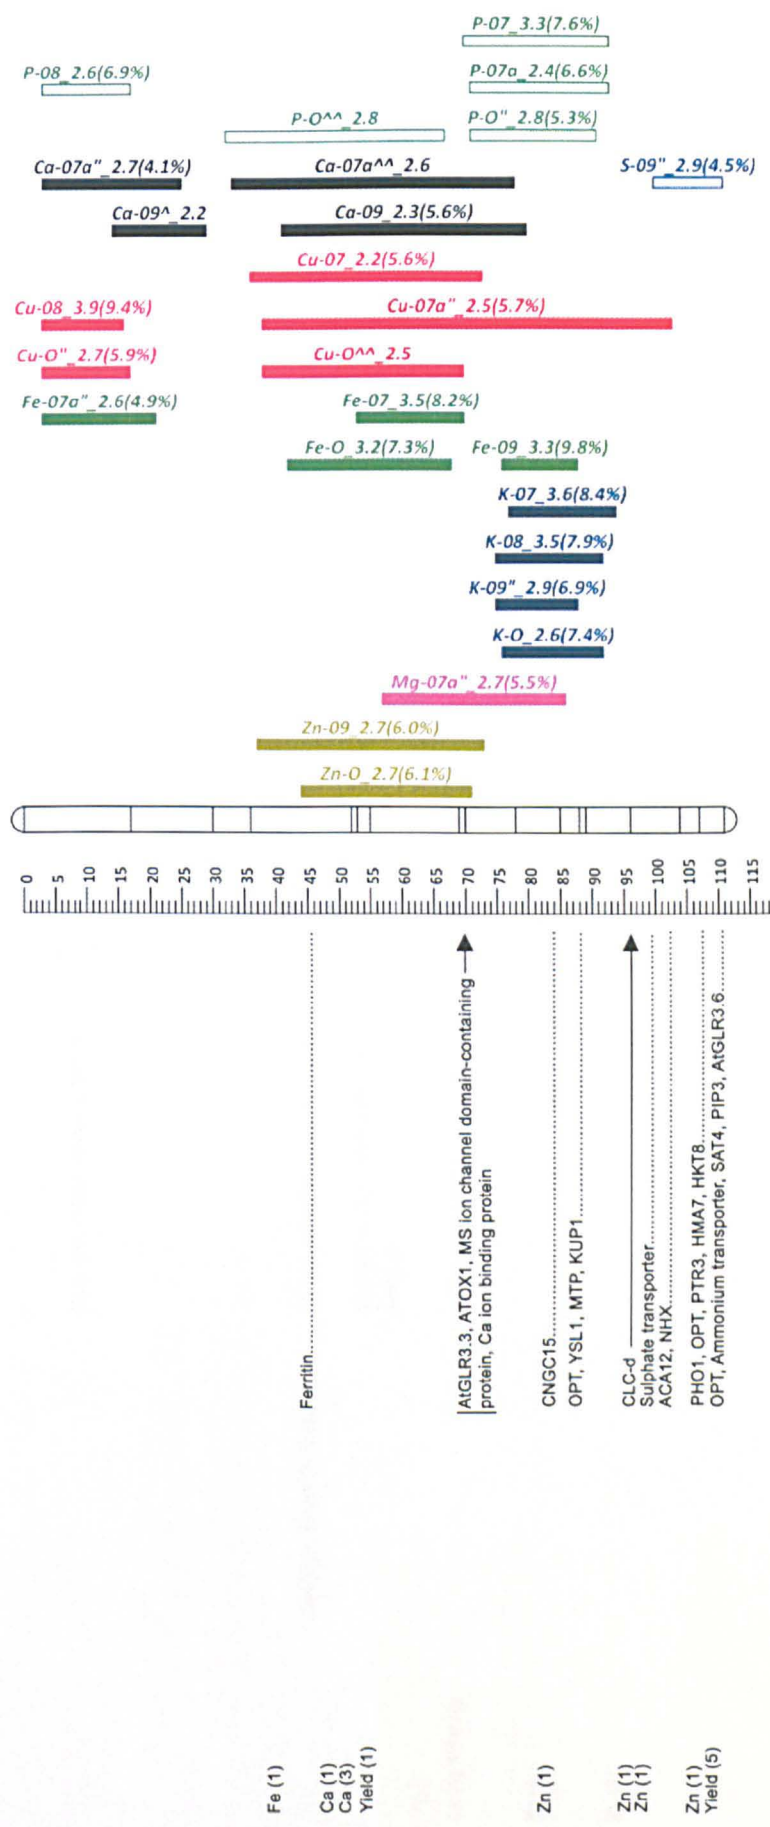 P-07_3.3(7.6%)
P-08_2.6(6.9%)
P-07a_2.4(6.6%)
P-O^^_2.8
P-O"_2.8(5.3%)
Ca-07a"_2.7(4.1%)
Ca-07a^^_2.6
S-09"_2.9(4.5%)
Ca-09^_2.2
Ca-09_2.3(5.6%)
Cu-07_2.2(5.6%)
Cu-08_3.9(9.4%)
Cu-07a"_2.5(5.7%)
Cu-O"_2.7(5.9%)
Cu-O^^_2.5
Fe-07a"_2.6(4.9%)
Fe-07_3.5(8.2%)
Fe-O_3.2(7.3%)
Fe-09_3.3(9.8%)
K-07_3.6(8.4%)
K-08_3.5(7.9%)
K-09"_2.9(6.9%)
K-O_2.6(7.4%)
Mg-07a"_2.7(5.5%)
Zn-09_2.7(6.0%)
Zn-O_2.7(6.1%)
0
5
10
15
20
25
30
35
40
45
50
55
60
65
70
75
80
85
90
95
100
105
110
115
Ferritin
AtGLR3.3, ATOX1, MS ion channel domain-containing
protein, Ca ion binding protein
CNGC15
OPT, YSL1, MTP, KUP1
CLC-d
Sulphate transporter
ACA12, NHX
PHO1, OPT, PTR3, HMA7, HKT8
OPT, Ammonium transporter, SAT4, PIP3, AtGLR3.6
Fe (1)
Ca (1)
Ca (3)
Yield (1)
Zn (1)
Zn (1)
Zn (1)
Zn (1)
Yield (5)